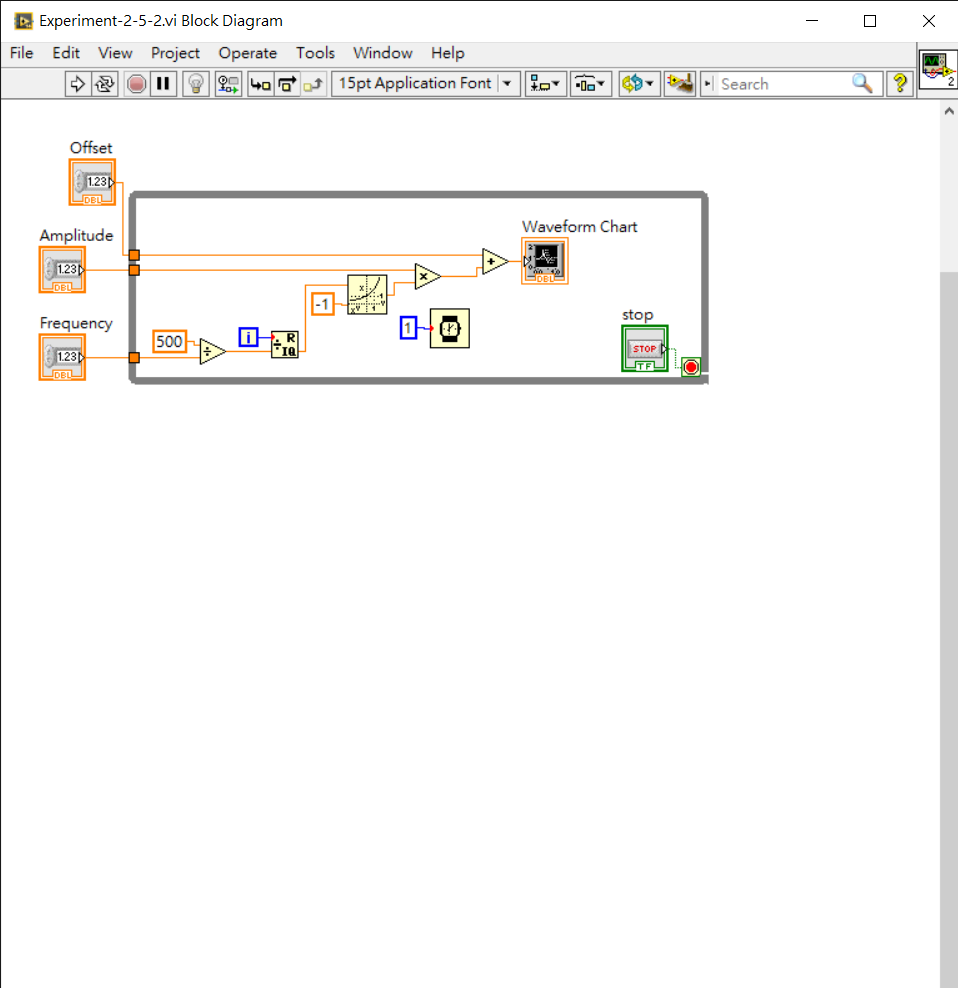 Experiment-2-5-2.vi Block Diagram
File Edit View Project Operate Tools Window Help
15pt Application Font
Search
?
2
Offset
1.23
DBL
Amplitude
1.23
DBL
Waveform Chart
DBL
Frequency
1.23
DBL
500
÷
i
÷ R
IQ
-1
x
×
+
1
stop
STOP
TF